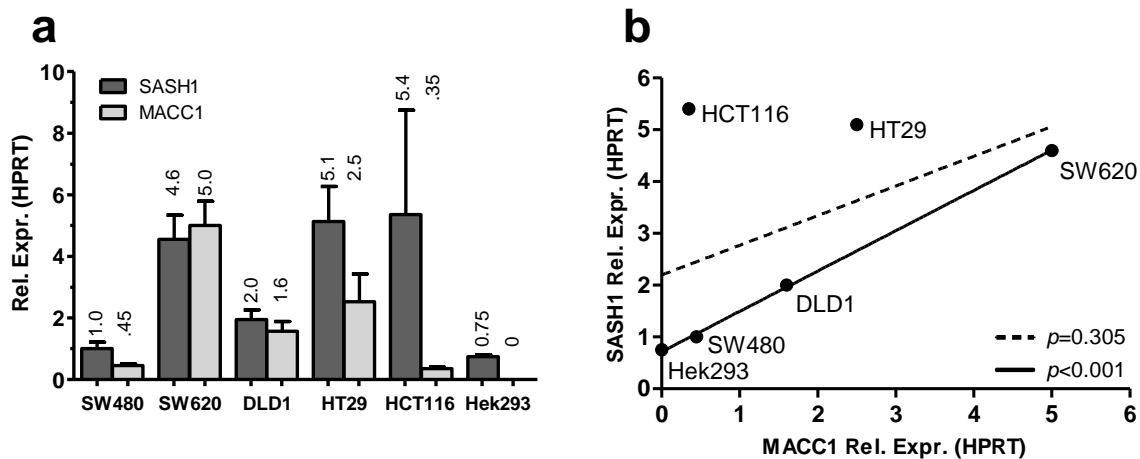 a
SASH1
MACC1
Rel. Expr. (HPRT)
10
8
6
4
2
0
1.0
.45
4.6
5.0
2.0
1.6
5.1
2.5
5.4
.35
0.75
0
SW480 SW620 DLD1 HT29 HCT116 Hek293
b
SASH1 Rel. Expr. (HPRT)
6
5
4
3
2
1
0
HCT116
HT29
SW620
DLD1
SW480
Hek293
p=0.305
p<0.001
0 1 2 3 4 5 6
MACC1 Rel. Expr. (HPRT)